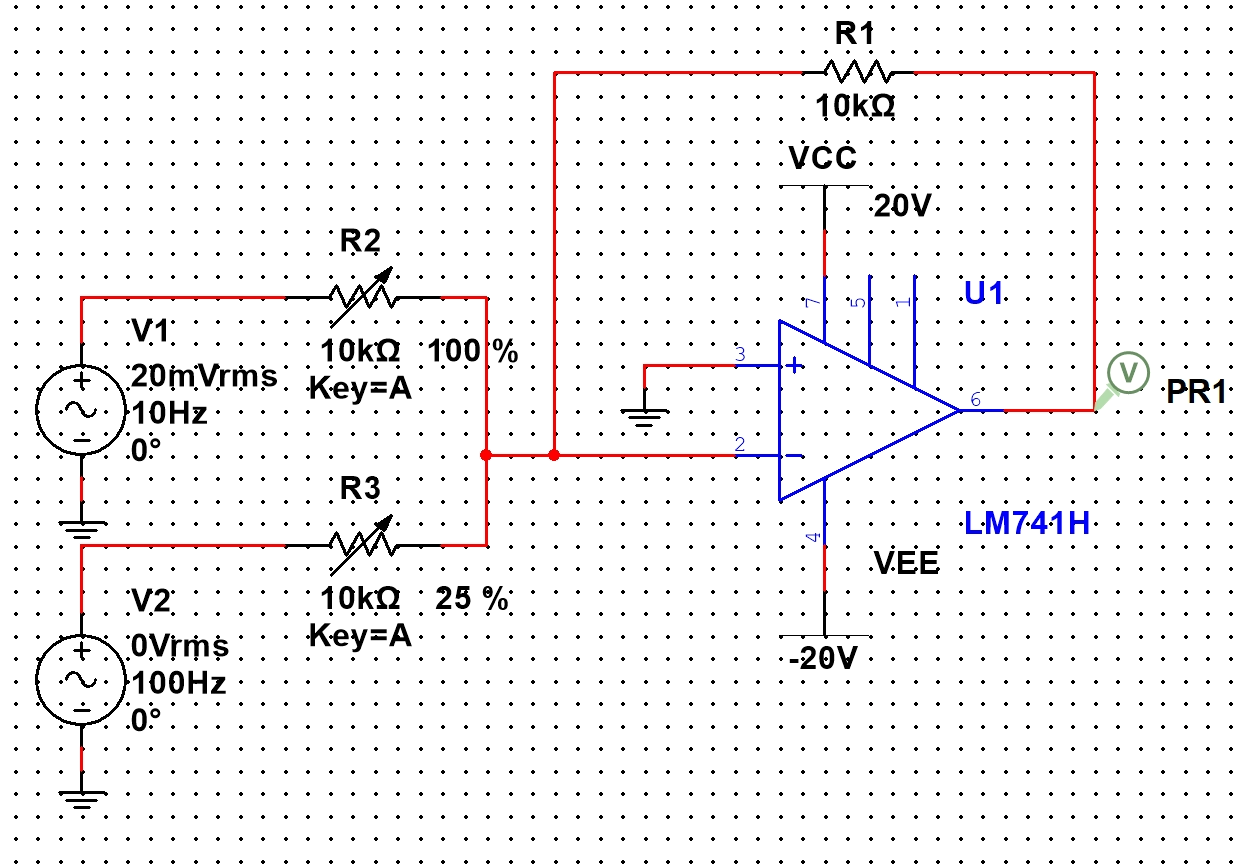 R1
10kΩ
VCC
20V
R2
10kΩ 100 %
Key=A
V1
20mVrms
10Hz
0°
7
5
1
U1
3
2
6
V
PR1
R3
10kΩ 25 %
Key=A
4
LM741H
VEE
-20V
V2
0Vrms
100Hz
0°